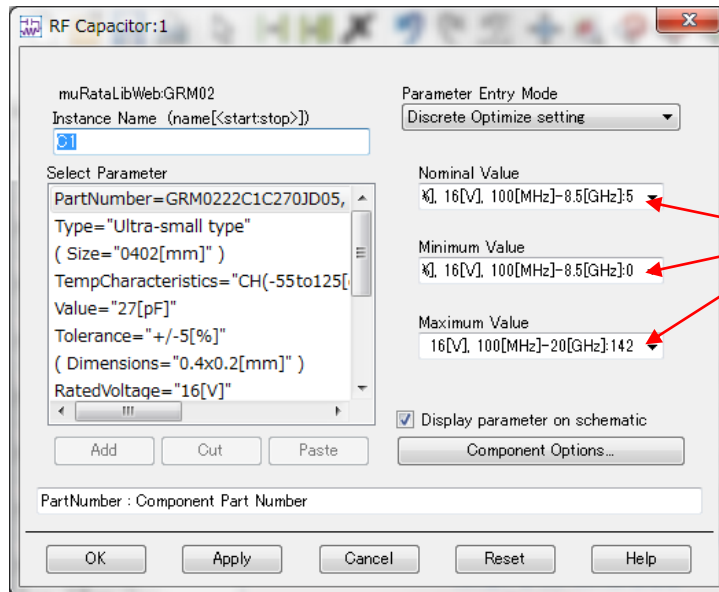 RF Capacitor:1
muRataLibWeb:GRM02
Instance Name (name[<start:stop>])
C1
Select Parameter
PartNumber=GRM0222C1C270JD05,
Type="Ultra-small type"
( Size="0402[mm]" )
TempCharacteristics="CH(-55to125[
Value="27[pF]"
Tolerance="+/-5[%]"
( Dimensions="0.4x0.2[mm]" )
RatedVoltage="16[V]"
Add
Cut
Paste
Parameter Entry Mode
Discrete Optimize setting
Nominal Value
%], 16[V], 100[MHz]-8.5[GHz]:5
Minimum Value
%], 16[V], 100[MHz]-8.5[GHz]:0
Maximum Value
16[V], 100[MHz]-20[GHz]:142
Display parameter on schematic
Component Options...
PartNumber : Component Part Number
OK
Apply
Cancel
Reset
Help